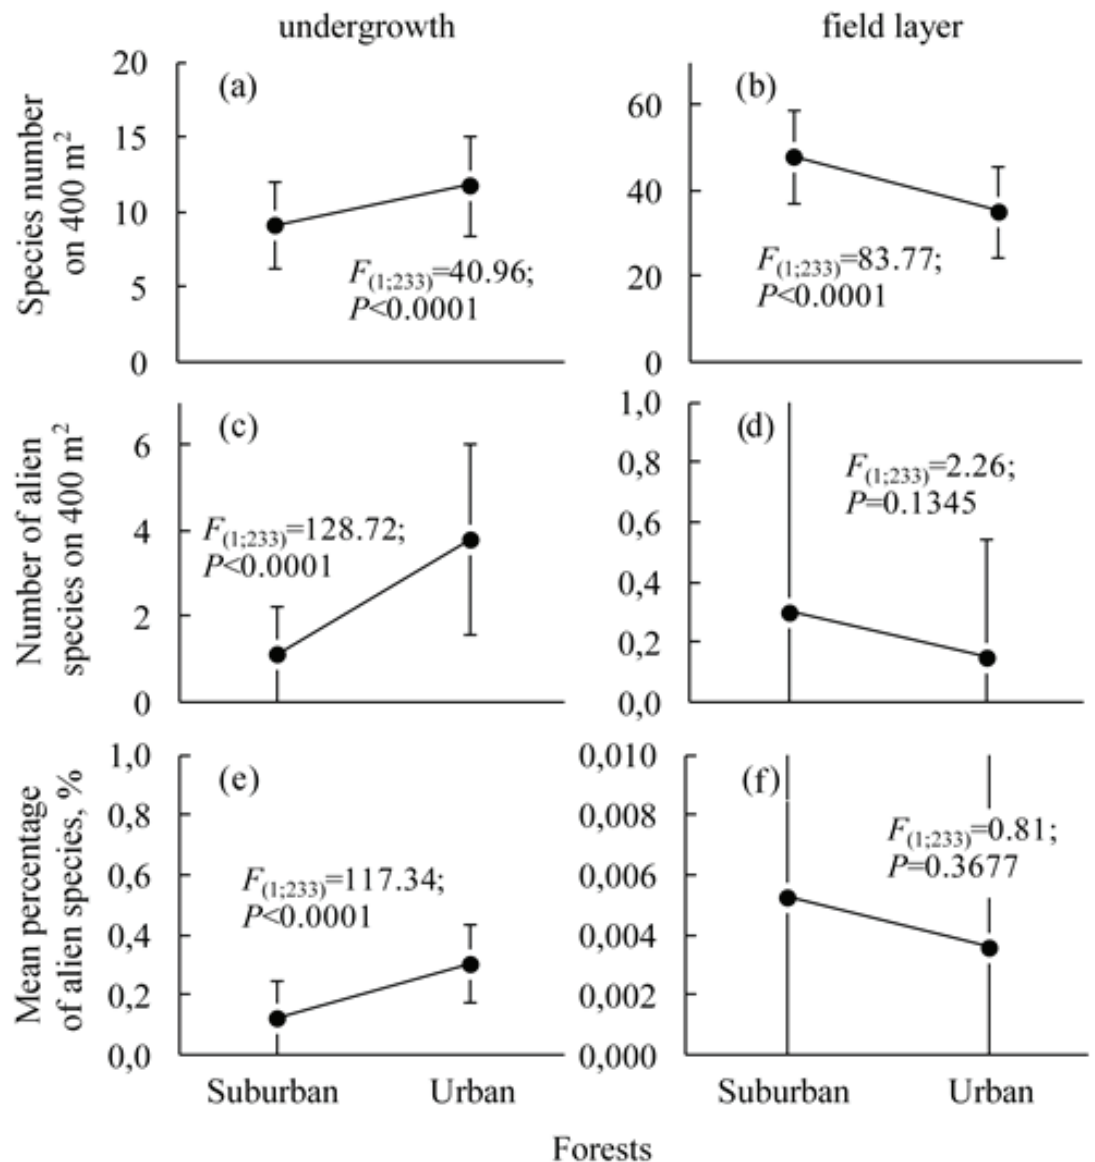 undergrowth
field layer
Species number
on 400 m²
20
15
10
5
0
(a)
F(1;233)=40.96;
P<0.0001
60
40
20
0
(b)
F(1;233)=83.77;
P<0.0001
Number of alien
species on 400 m²
6
4
2
0
(c)
F(1;233)=128.72;
P<0.0001
1,0
0,8
0,6
0,4
0,2
0,0
(d)
F(1;233)=2.26;
P=0.1345
Mean percentage
of alien species, %
1,0
0,8
0,6
0,4
0,2
0,0
(e)
F(1;233)=117.34;
P<0.0001
0,010
0,008
0,006
0,004
0,002
0,000
(f)
F(1;233)=0.81;
P=0.3677
Suburban
Urban
Suburban
Urban
Forests